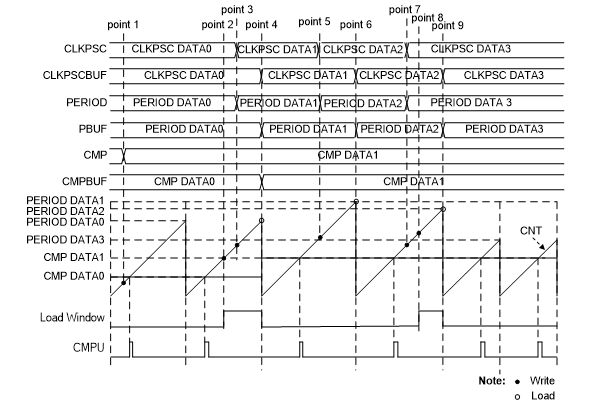 point 3
point 7
point 1
point 2
point 4
point 5
point 6
point 8
point 9
CLKPSC CLKPSC DATA0 CLKPSC DATA1 CLKPSC DATA2 CLKPSC DATA3
CLKPSCBUF CLKPSC DATA0 CLKPSC DATA1 CLKPSC DATA2 CLKPSC DATA3
PERIOD PERIOD DATA0 PERIOD DATA1 PERIOD DATA2 PERIOD DATA 3
PBUF PERIOD DATA0 PERIOD DATA1 PERIOD DATA2 PERIOD DATA3
CMP CMP DATA1
CMPBUF CMP DATA0 CMP DATA1
PERIOD DATA1
PERIOD DATA2
PERIOD DATA0
CNT
PERIOD DATA3
CMP DATA1
CMP DATA0
Load Window
CMPU
Note: Write
Load